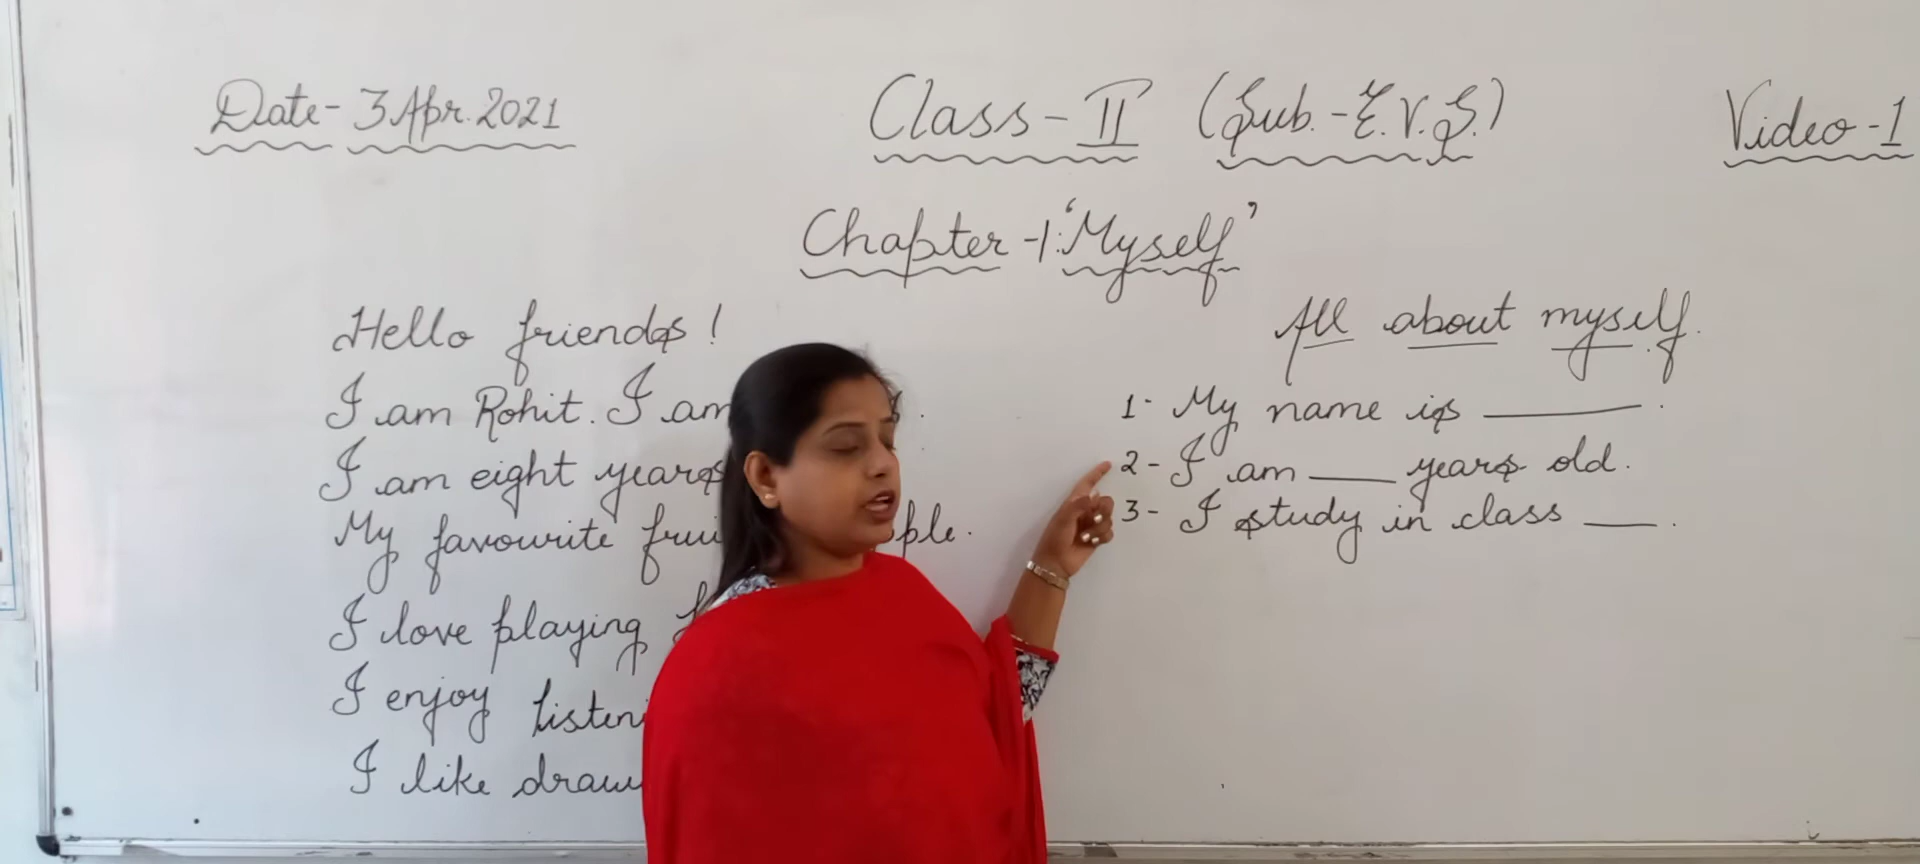 Date- 3 Apr. 2021
Class-II (Sub.-E.V.S.)
Video-1
Chapter-1:'Myself'
Hello friends!
I am Rohit. I am
I am eight years
My favourite
I love playing
I enjoy
I like
All about myself.
1- My name is ______.
2- I am ____ years old.
3- I study in class ___.